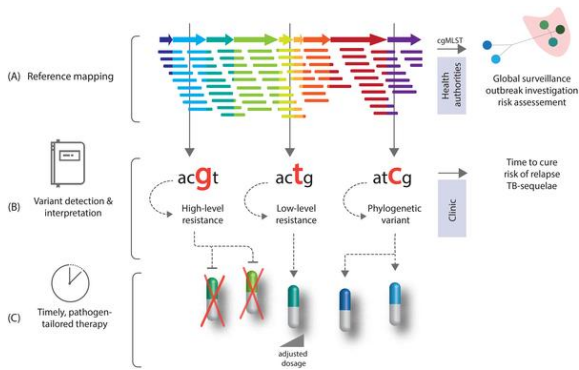 cgMLST
(A) Reference mapping
Health
authorities
Global surveillance
outbreak investigation
risk assessement
acgt
actg
atcg
Time to cure
risk of relapse
TB-sequelae
(B) Variant detection &
interpretation
High-level
resistance
Low-level
resistance
Phylogenetic
variant
Clinic
(C) Timely, pathogen-
tailored therapy
adjusted
dosage